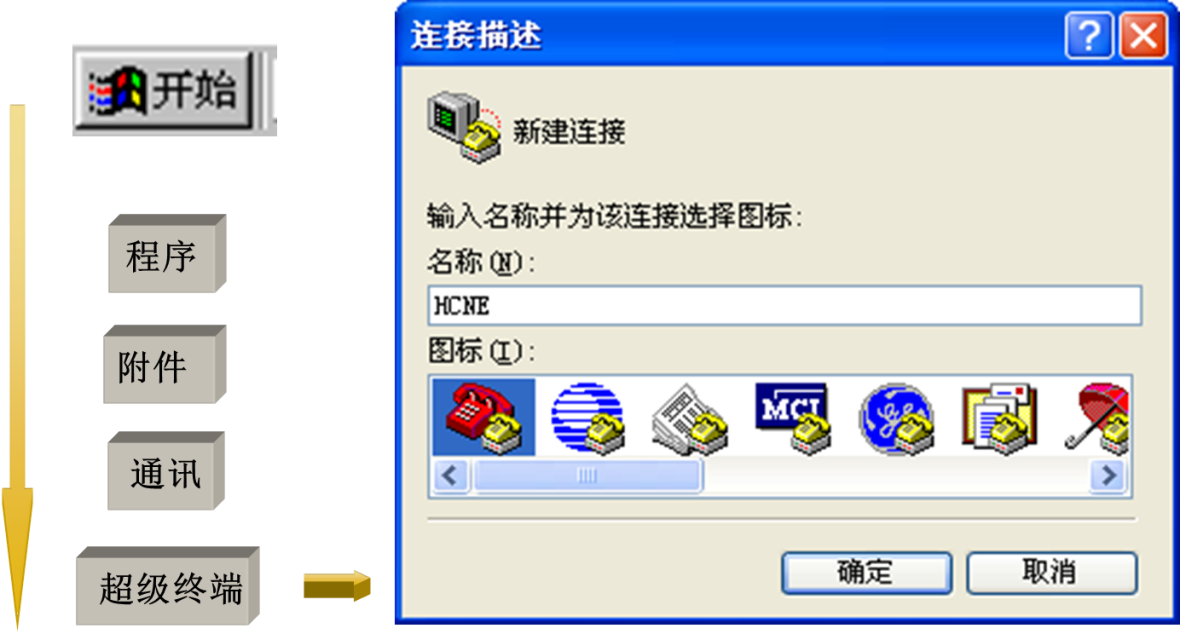 开始
程序
附件
通讯
超级终端
连接描述
新建连接
输入名称并为该连接选择图标:
名称(N):
HCNE
图标(I):
MCI
确定
取消